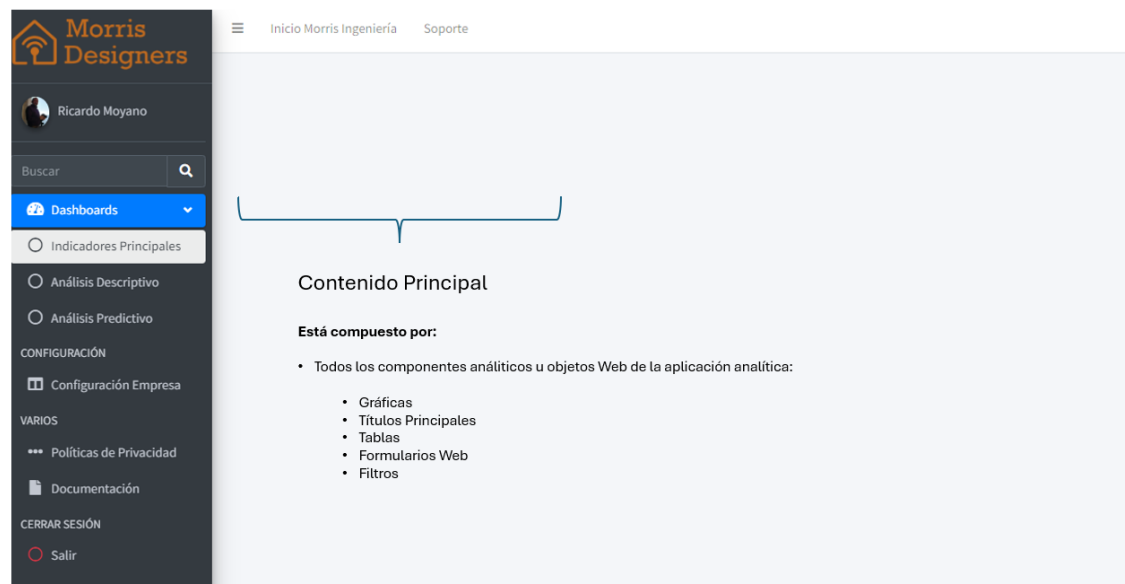 Morris
Designers
Inicio Morris Ingeniería
Soporte
Ricardo Moyano
Buscar
Dashboards
Indicadores Principales
Análisis Descriptivo
Análisis Predictivo
CONFIGURACIÓN
Configuración Empresa
VARIOS
Políticas de Privacidad
Documentación
CERRAR SESIÓN
Salir
Contenido Principal
Está compuesto por:
• Todos los componentes análiticos u objetos Web de la aplicación analítica:
• Gráficas
• Títulos Principales
• Tablas
• Formularios Web
• Filtros